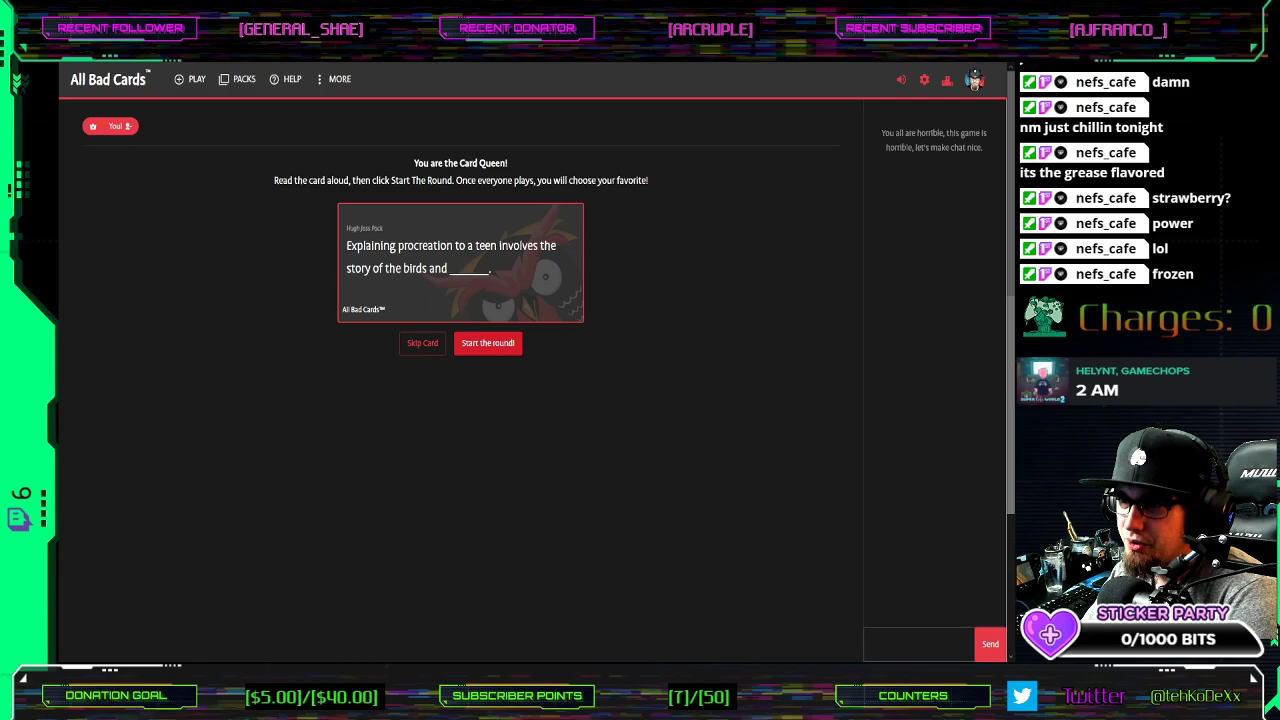 RECENT FOLLOWER
[GENERAL_SHAE]
RECENT DONATOR
[ARCRUPLE]
RECENT SUBSCRIBER
[AJFRANCO_]
All Bad Cards™
PLAY
PACKS
HELP
MORE
You!
You are the Card Queen!
Read the card aloud, then click Start The Round. Once everyone plays, you will choose your favorite!
Hugh Jass Pack
Explaining procreation to a teen involves the
story of the birds and _______.
All Bad Cards™
Skip Card
Start the round!
You all are horrible, this game is
horrible, let's make chat nice.
Send
nefs_cafe damn
nefs_cafe
nm just chillin tonight
nefs_cafe
its the grease flavored
nefs_cafe strawberry?
nefs_cafe power
nefs_cafe lol
nefs_cafe frozen
Charges: 0
HELYNT, GAMECHOPS
2 AM
6
STICKER PARTY
0/1000 BITS
DONATION GOAL
[$5.00]/[$40.00]
SUBSCRIBER POINTS
[7]/[50]
COUNTERS
Twitter
@tehKoDeXx